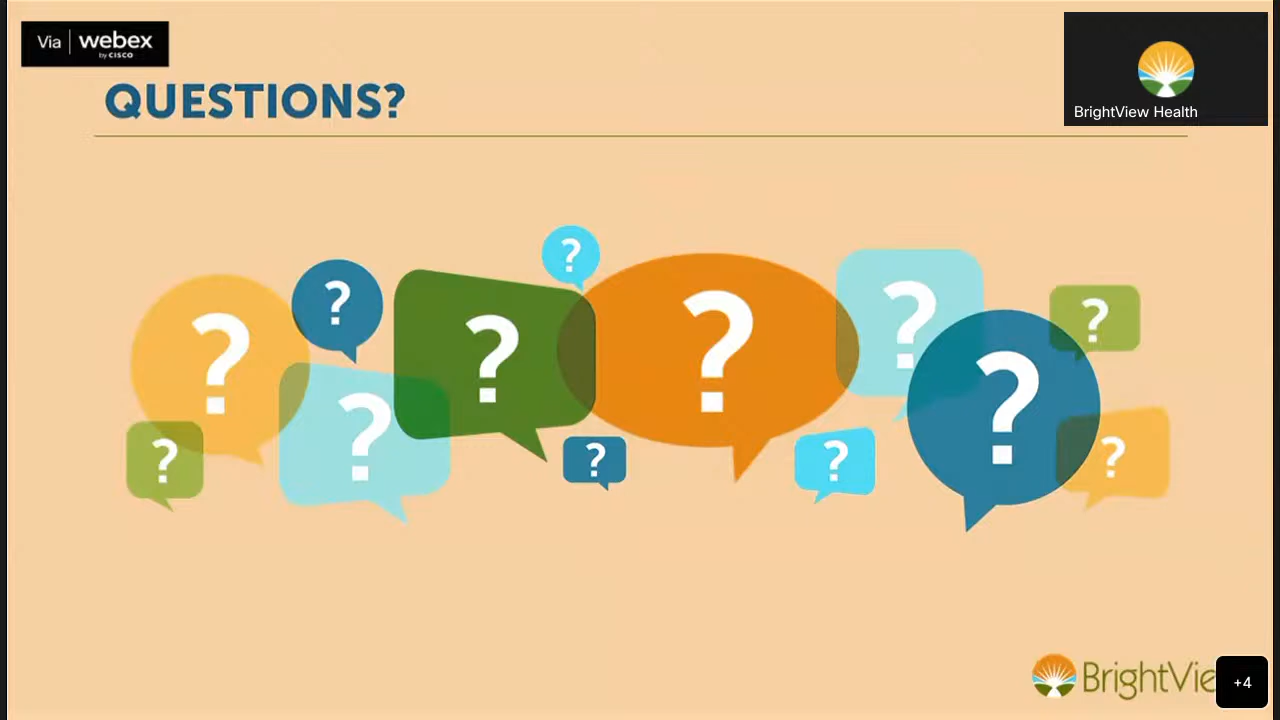 Via webex
by CISCO
QUESTIONS?
BrightView Health
?
? ?
? ? ? ?
? ?
? ? ? ? ?
BrightVie
+4